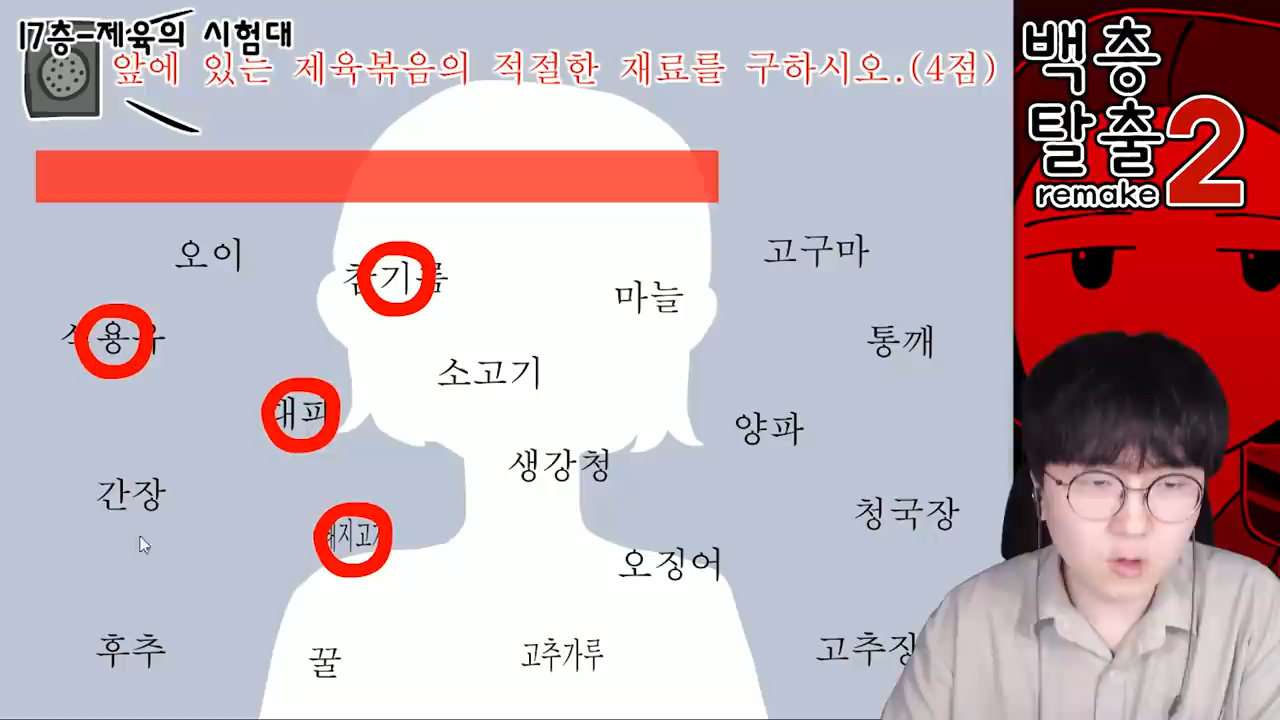 17층-제육의 시험대
앞에 있는 제육볶음의 적절한 재료를 구하시오.(4점)
백층
탈출2
remake
오이
참기름
마늘
고구마
식용유
통깨
소고기
대파
양파
생강청
간장
청국장
돼지고기
오징어
후추
꿀
고추가루
고추장